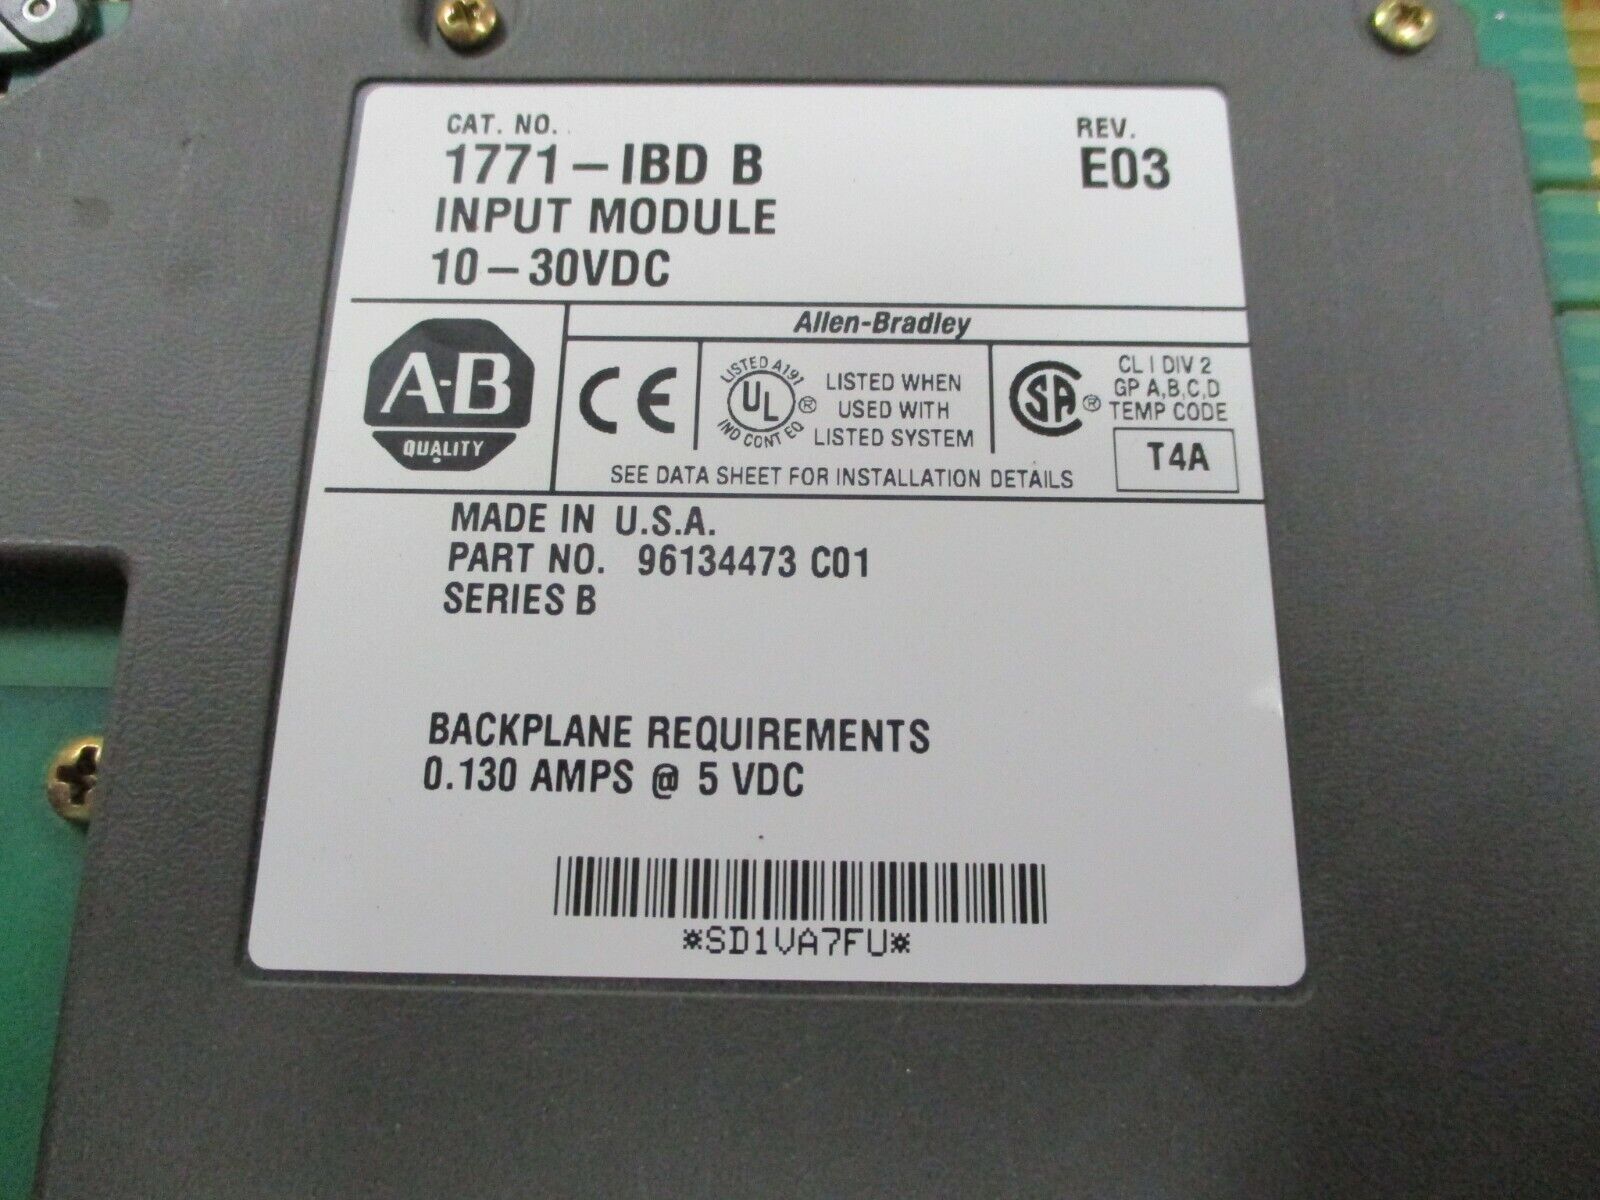 CAT. NO.
REV.
1771-IBD B
E03
INPUT MODULE
10-30VDC
Allen-Bradley
A-B
QUALITY
CE
LISTED A191
UL ®
IND CONT EQ
LISTED WHEN
USED WITH
LISTED SYSTEM
SA ®
CL I DIV 2
GP A,B,C,D
TEMP CODE
T4A
SEE DATA SHEET FOR INSTALLATION DETAILS
MADE IN U.S.A.
PART NO. 96134473 C01
SERIES B
BACKPLANE REQUIREMENTS
0.130 AMPS @ 5 VDC
*SD1VA7FU*